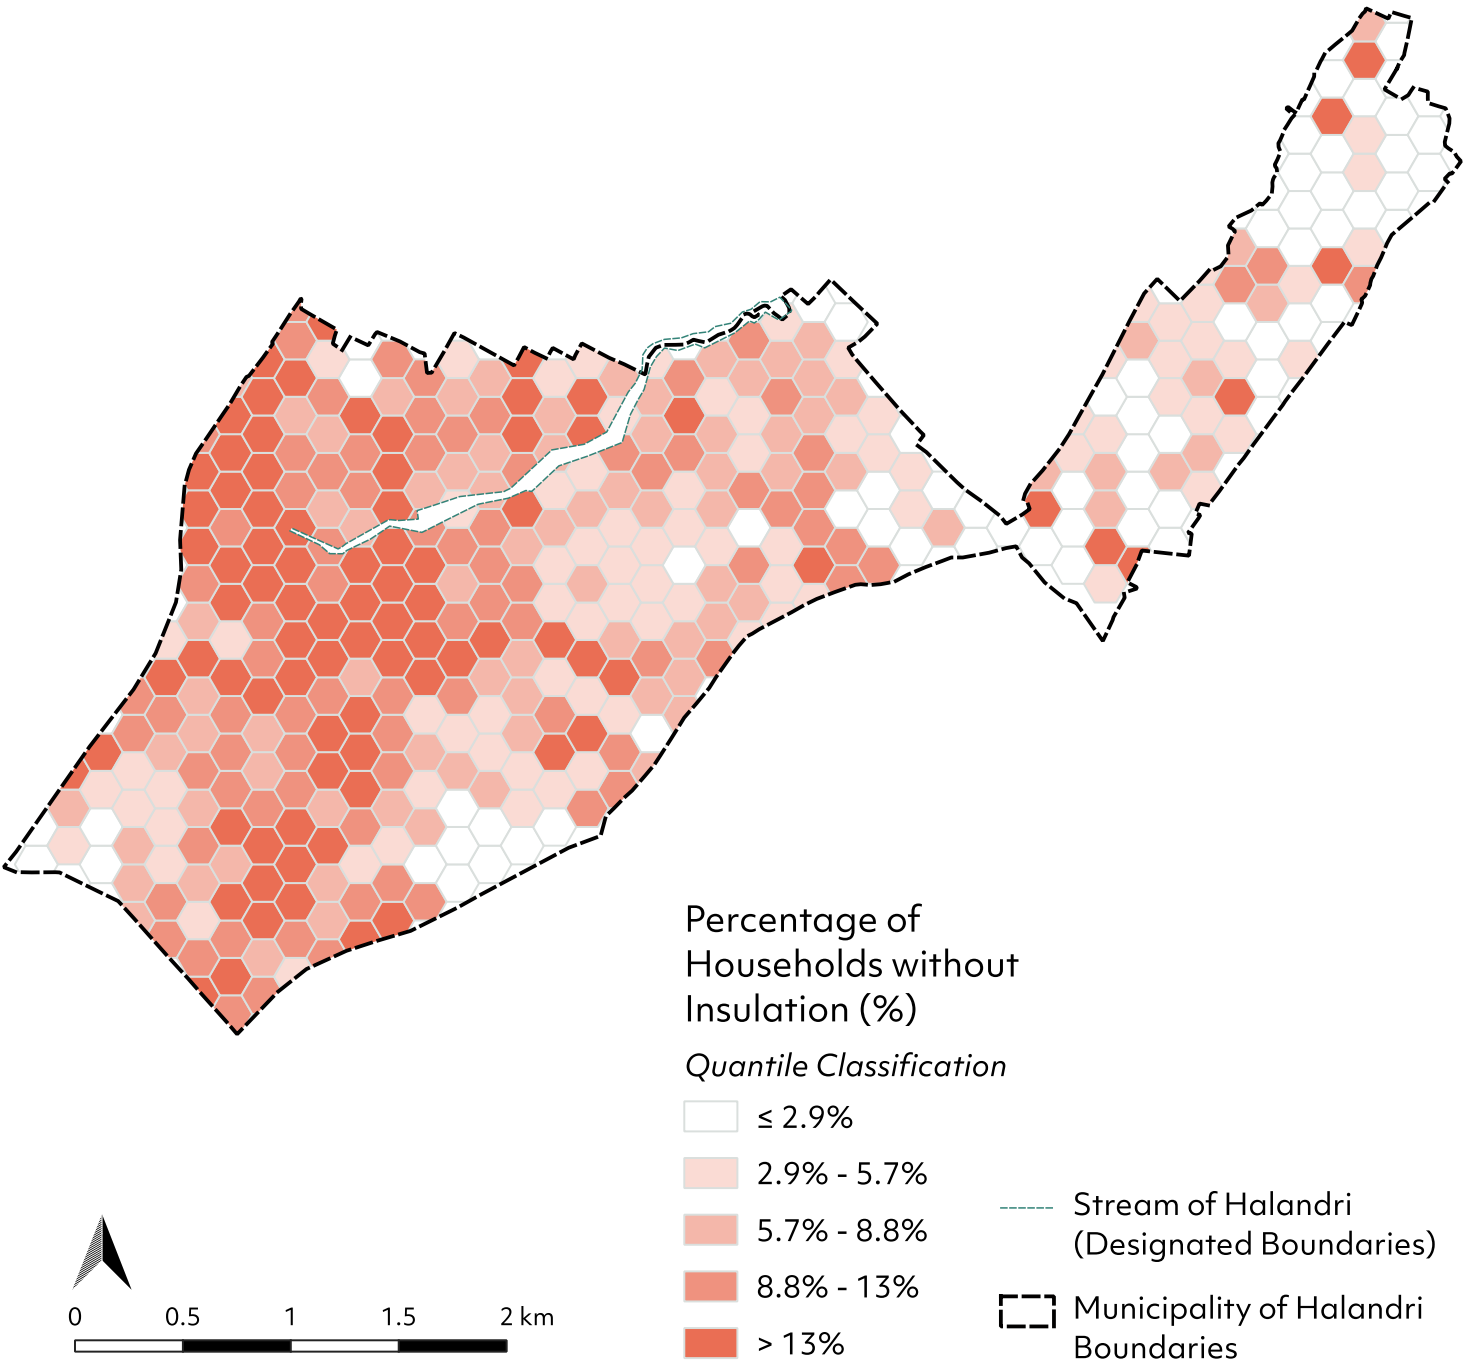 Percentage of
Households without
Insulation (%)
Quantile Classification
≤ 2.9%
2.9% - 5.7%
5.7% - 8.8%
8.8% - 13%
> 13%
Stream of Halandri
(Designated Boundaries)
Municipality of Halandri
Boundaries
0 0.5 1 1.5 2 km